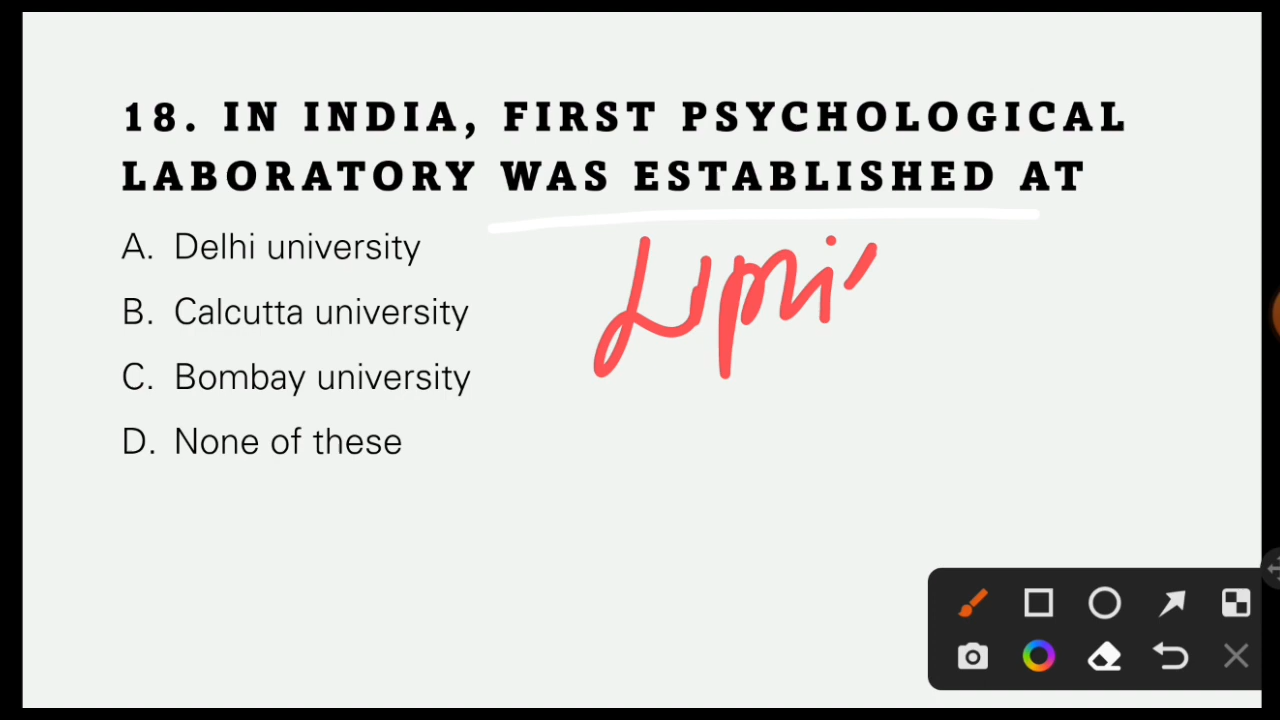 18. IN INDIA, FIRST PSYCHOLOGICAL
LABORATORY WAS ESTABLISHED AT
A. Delhi university
B. Calcutta university
C. Bombay university
D. None of these